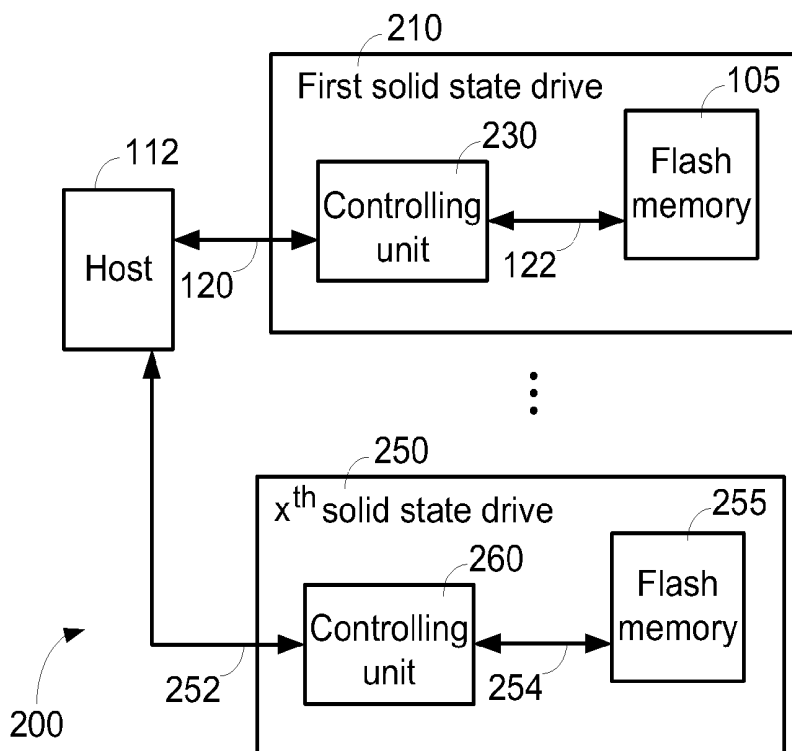 210
First solid state drive
105
112
230
Flash
memory
Controlling
unit
Host
120
122
250
xth solid state drive
255
260
Flash
memory
Controlling
unit
252
254
200